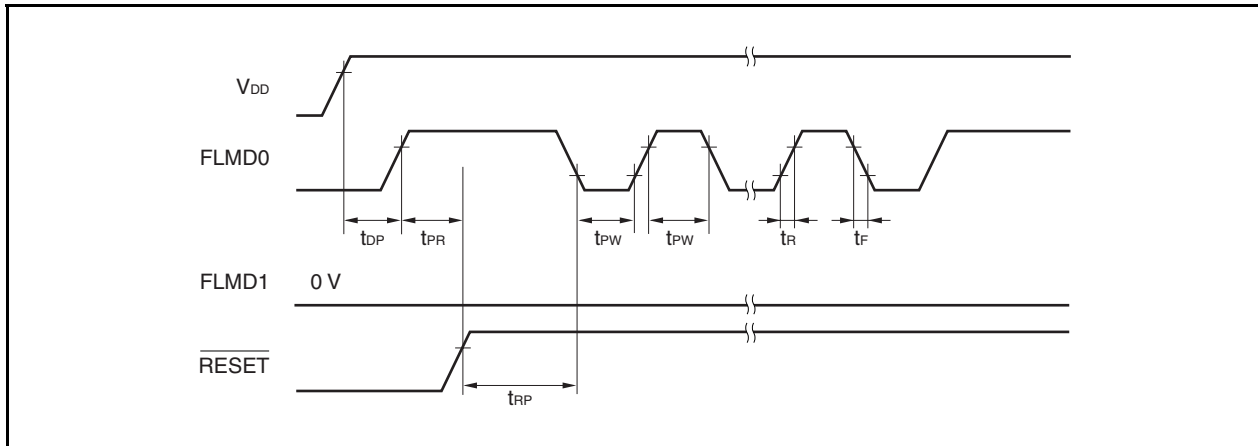 VDD
FLMD0
tDP tPR tPW tPW tR tF
FLMD1 0 V
RESET
tRP